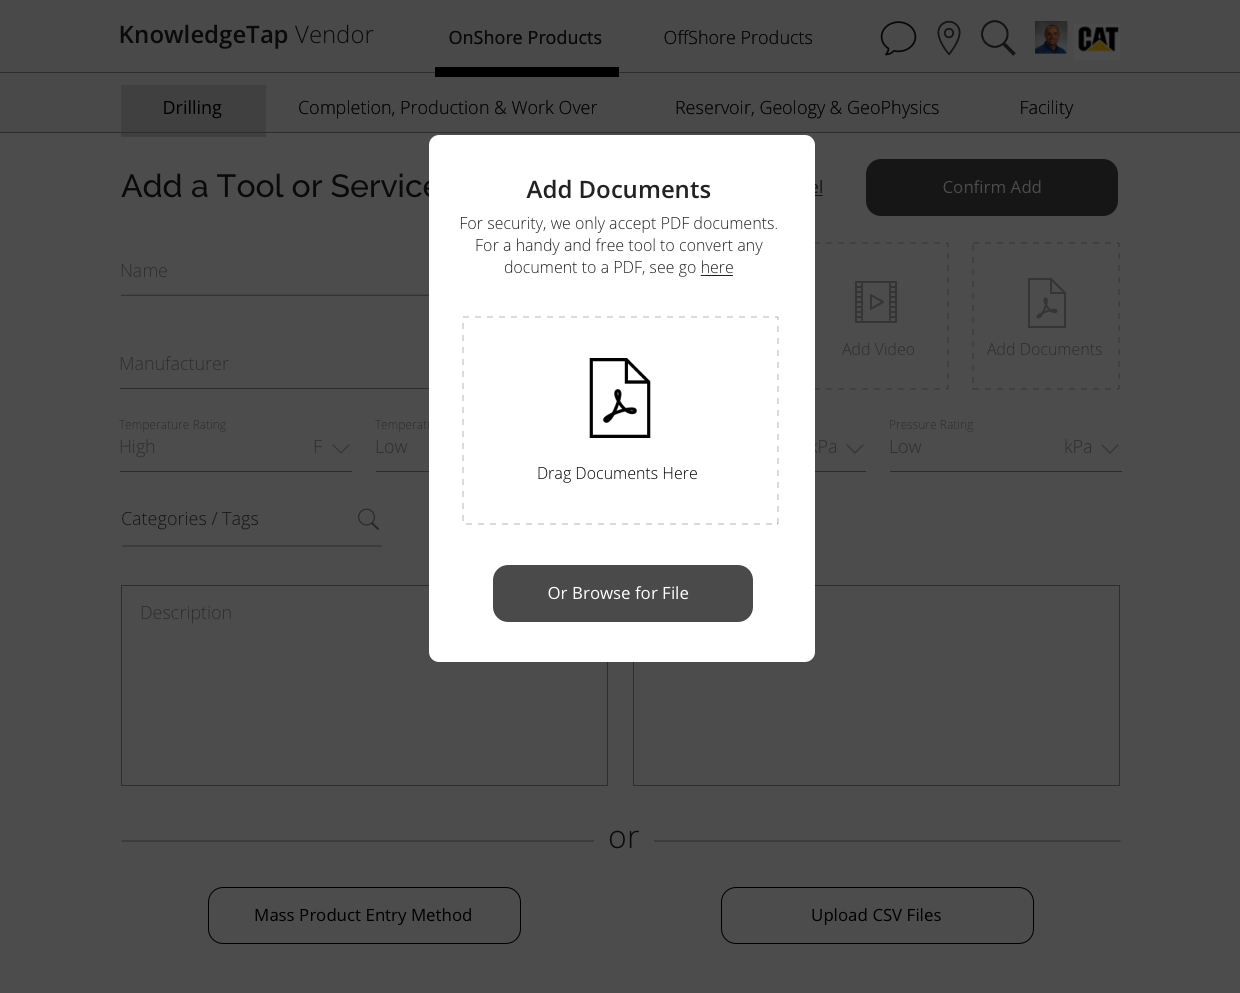 KnowledgeTap Vendor
OnShore Products
OffShore Products
CAT
Drilling
Completion, Production & Work Over
Reservoir, Geology & GeoPhysics
Facility
Add a Tool or Service
Confirm Add
Add Documents
For security, we only accept PDF documents.
For a handy and free tool to convert any
document to a PDF, see go here
Drag Documents Here
Or Browse for File
Name
Add Video
Add Documents
Manufacturer
Temperature Rating
High
F
Low
kPa
Pressure Rating
Low
kPa
Categories / Tags
Description
or
Mass Product Entry Method
Upload CSV Files